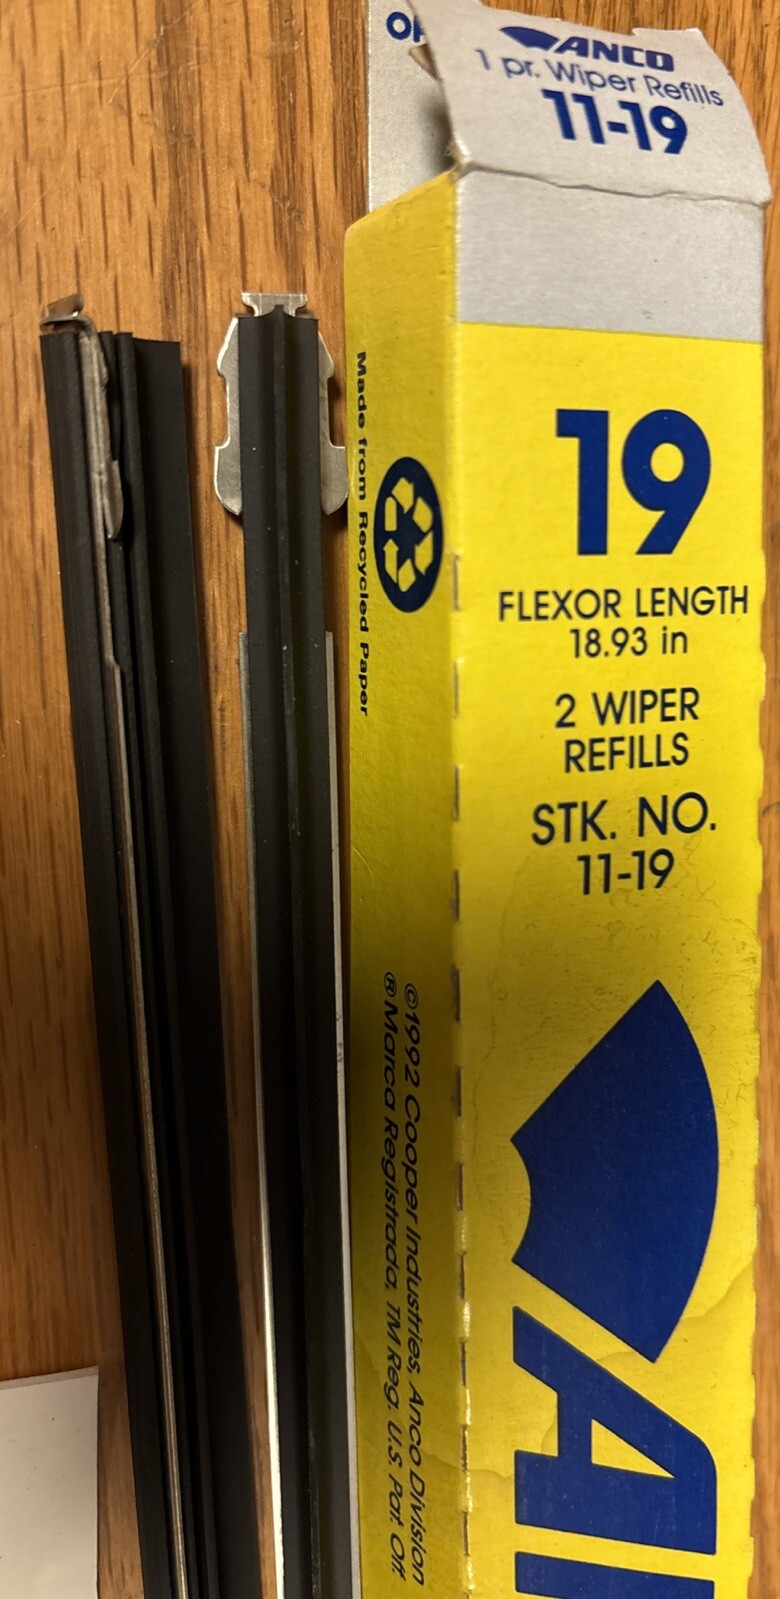 ANCO
1 pr. Wiper Refills
11-19
19
FLEXOR LENGTH
18.93 in
2 WIPER
REFILLS
STK. NO.
11-19
Made from Recycled Paper
©1992 Cooper Industries, Anco Division
®Marca Registrada, TM Reg. U.S. Pat. Off.